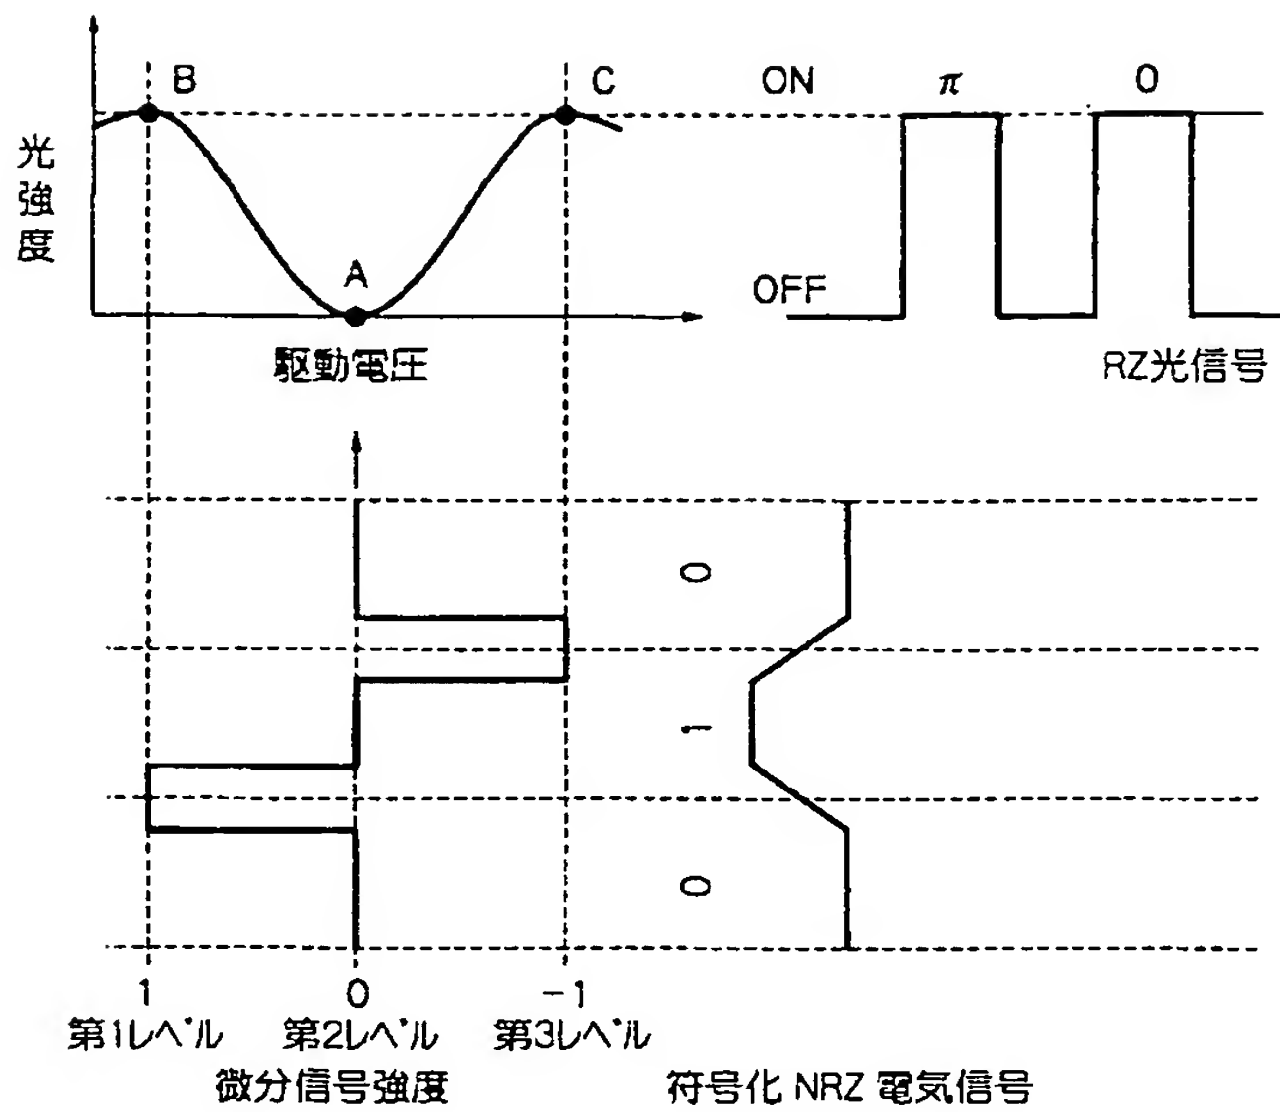 B
C
ON
π
0
光強度
A
OFF
駆動電圧
RZ光信号
0
1
0
1
0
-1
第1レベル
第2レベル
第3レベル
微分信号強度
符号化 NRZ 電気信号